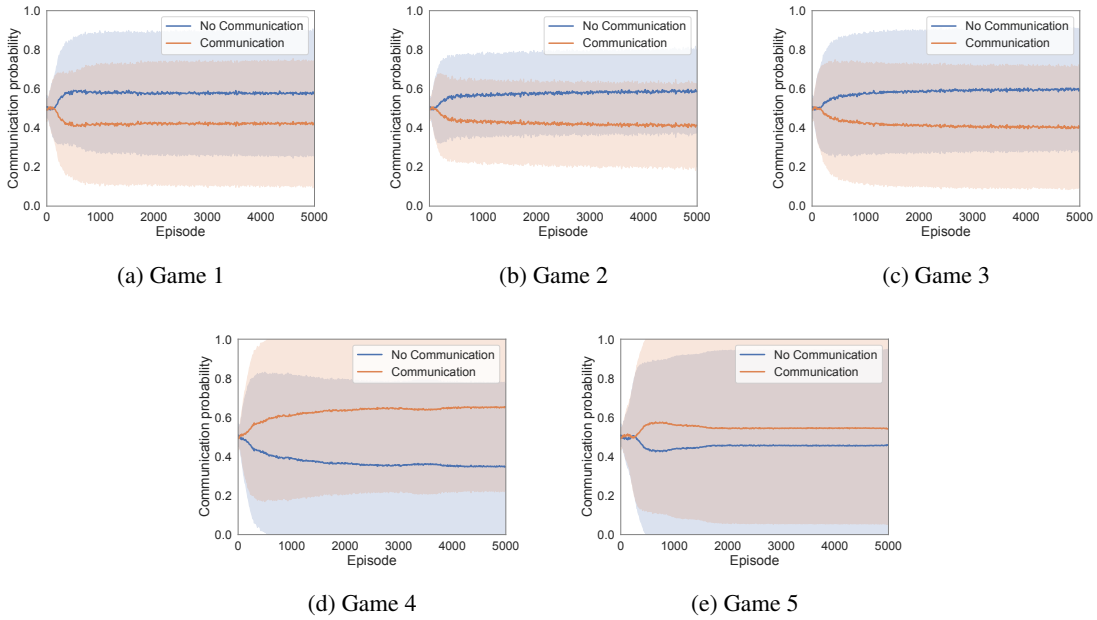 1.0
0.8
0.6
0.4
0.2
0.0
Communication probability
No Communication
Communication
0 1000 2000 3000 4000 5000
Episode
(a) Game 1
1.0
0.8
0.6
0.4
0.2
0.0
Communication probability
No Communication
Communication
0 1000 2000 3000 4000 5000
Episode
(b) Game 2
1.0
0.8
0.6
0.4
0.2
0.0
Communication probability
No Communication
Communication
0 1000 2000 3000 4000 5000
Episode
(c) Game 3
1.0
0.8
0.6
0.4
0.2
0.0
Communication probability
No Communication
Communication
0 1000 2000 3000 4000 5000
Episode
(d) Game 4
1.0
0.8
0.6
0.4
0.2
0.0
Communication probability
No Communication
Communication
0 1000 2000 3000 4000 5000
Episode
(e) Game 5